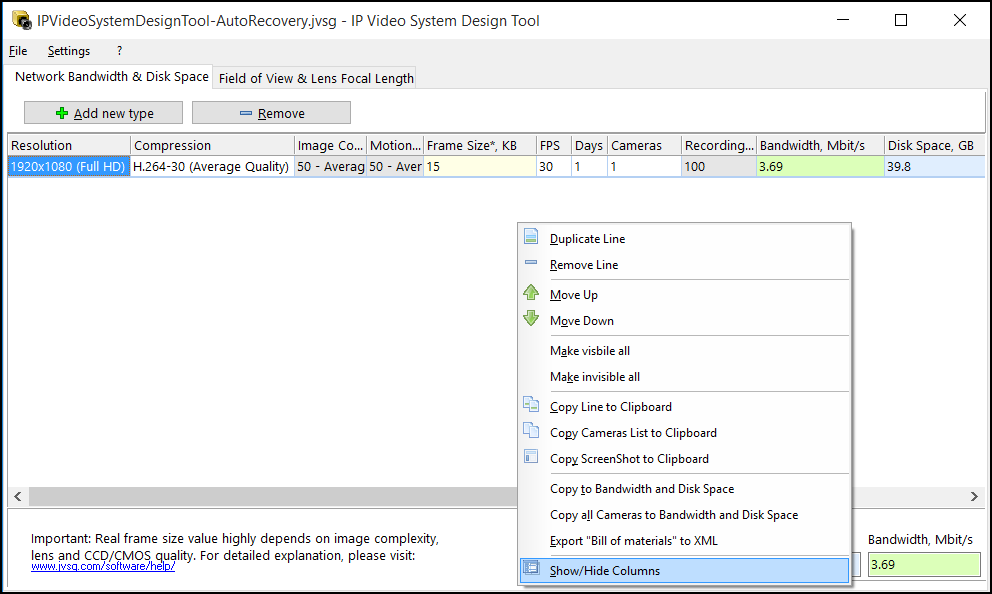 IPVideoSystemDesignTool-AutoRecovery.jvsg - IP Video System Design Tool
File Settings ?
Network Bandwidth & Disk Space Field of View & Lens Focal Length
Add new type Remove
Resolution Compression Image Co... Motion... Frame Size*, KB FPS Days Cameras Recording... Bandwidth, Mbit/s Disk Space, GB
1920x1080 (Full HD) H.264-30 (Average Quality) 50 - Averag 50 - Aver 15 30 1 1 100 3.69 39.8
Duplicate Line
Remove Line
Move Up
Move Down
Make visbile all
Make invisible all
Copy Line to Clipboard
Copy Cameras List to Clipboard
Copy ScreenShot to Clipboard
Copy to Bandwidth and Disk Space
Copy all Cameras to Bandwidth and Disk Space
Export "Bill of materials" to XML
Show/Hide Columns
Important: Real frame size value highly depends on image complexity,
lens and CCD/CMOS quality. For detailed explanation, please visit:
www.jvsg.com/software/help/
Bandwidth, Mbit/s
3.69